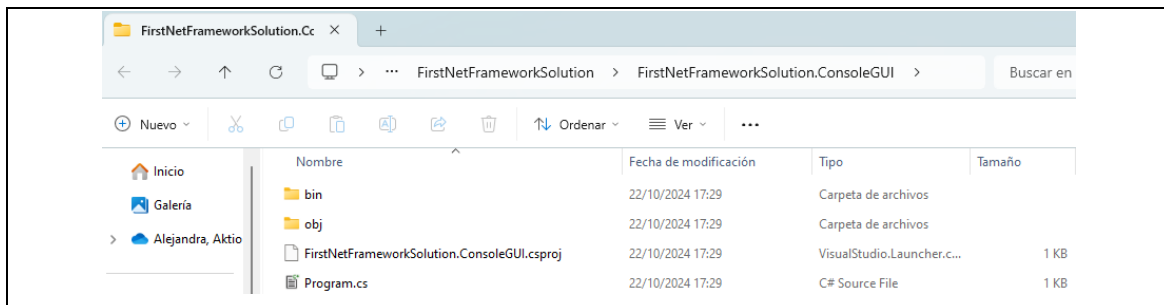 FirstNetFrameworkSolution.Cc
FirstNetFrameworkSolution > FirstNetFrameworkSolution.ConsoleGUI > Buscar en
Nuevo Ordenar Ver
Nombre Fecha de modificación Tipo Tamaño
Inicio
bin 22/10/2024 17:29 Carpeta de archivos
Galería
obj 22/10/2024 17:29 Carpeta de archivos
Alejandra, Aktio
FirstNetFrameworkSolution.ConsoleGUI.csproj 22/10/2024 17:29 VisualStudio.Launcher.c... 1 KB
Program.cs 22/10/2024 17:29 C# Source File 1 KB